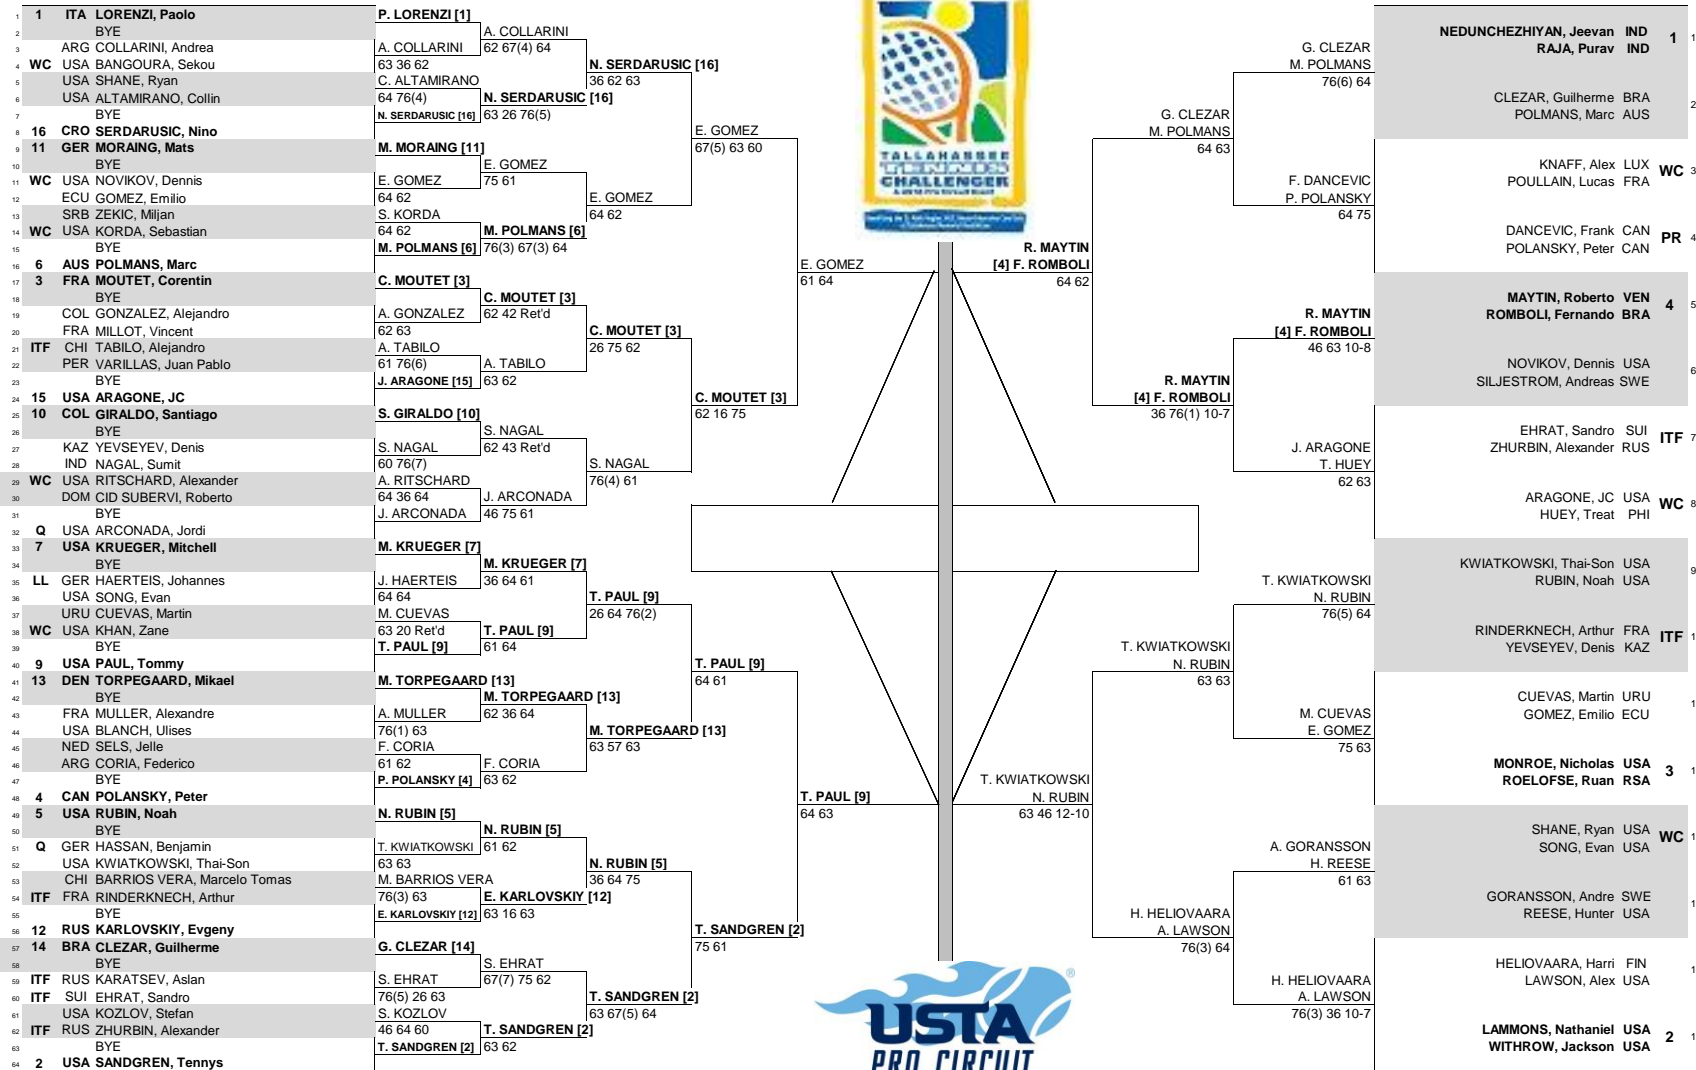 1 1 ITA LORENZI, Paolo
2 BYE
3 ARG COLLARINI, Andrea
4 WC USA BANGOURA, Sekou
5 USA SHANE, Ryan
6 USA ALTAMIRANO, Collin
7 BYE
8 16 CRO SERDARUSIC, Nino
9 11 GER MORAING, Mats
10 BYE
11 WC USA NOVIKOV, Dennis
12 ECU GOMEZ, Emilio
13 SRB ZEKIC, Miljan
14 WC USA KORDA, Sebastian
15 BYE
16 6 AUS POLMANS, Marc
17 3 FRA MOUTET, Corentin
18 BYE
19 COL GONZALEZ, Alejandro
20 FRA MILLOT, Vincent
21 ITF CHI TABILO, Alejandro
22 PER VARILLAS, Juan Pablo
23 BYE
24 15 USA ARAGONE, JC
25 10 COL GIRALDO, Santiago
26 BYE
27 KAZ YEVSEYEV, Denis
28 IND NAGAL, Sumit
29 WC USA RITSCHARD, Alexander
30 DOM CID SUBERVI, Roberto
31 BYE
32 Q USA ARCONADA, Jordi
33 7 USA KRUEGER, Mitchell
34 BYE
35 LL GER HAERTEIS, Johannes
36 USA SONG, Evan
37 URU CUEVAS, Martin
38 WC USA KHAN, Zane
39 BYE
40 9 USA PAUL, Tommy
41 13 DEN TORPEGAARD, Mikael
42 BYE
43 FRA MULLER, Alexandre
44 USA BLANCH, Ulises
45 NED SELS, Jelle
46 ARG CORIA, Federico
47 BYE
48 4 CAN POLANSKY, Peter
49 5 USA RUBIN, Noah
50 BYE
51 Q GER HASSAN, Benjamin
52 USA KWIATKOWSKI, Thai-Son
53 CHI BARRIOS VERA, Marcelo Tomas
54 ITF FRA RINDERKNECH, Arthur
55 BYE
56 12 RUS KARLOVSKIY, Evgeny
57 14 BRA CLEZAR, Guilherme
58 BYE
59 ITF RUS KARATSEV, Aslan
60 ITF SUI EHRAT, Sandro
61 USA KOZLOV, Stefan
62 ITF RUS ZHURBIN, Alexander
63 BYE
64 2 USA SANDGREN, Tennys
P. LORENZI [1]
A. COLLARINI
63 36 62
C. ALTAMIRANO
64 76(4)
N. SERDARUSIC [16]
M. MORAING [11]
E. GOMEZ
64 62
S. KORDA
64 62
M. POLMANS [6]
C. MOUTET [3]
A. GONZALEZ
62 63
A. TABILO
61 76(6)
J. ARAGONE [15]
S. GIRALDO [10]
S. NAGAL
60 76(7)
A. RITSCHARD
64 36 64
J. ARCONADA
M. KRUEGER [7]
J. HAERTEIS
64 64
M. CUEVAS
63 20 Ret'd
T. PAUL [9]
M. TORPEGAARD [13]
A. MULLER
76(1) 63
F. CORIA
61 62
P. POLANSKY [4]
N. RUBIN [5]
T. KWIATKOWSKI
63 63
M. BARRIOS VERA
76(3) 63
E. KARLOVSKIY [12]
G. CLEZAR [14]
S. EHRAT
76(5) 26 63
S. KOZLOV
46 64 60
T. SANDGREN [2]
A. COLLARINI
62 67(4) 64
N. SERDARUSIC [16]
63 26 76(5)
E. GOMEZ
75 61
M. POLMANS [6]
76(3) 67(3) 64
C. MOUTET [3]
62 42 Ret'd
A. TABILO
63 62
S. NAGAL
62 43 Ret'd
J. ARCONADA
46 75 61
M. KRUEGER [7]
36 64 61
T. PAUL [9]
61 64
M. TORPEGAARD [13]
62 36 64
F. CORIA
63 62
N. RUBIN [5]
61 62
E. KARLOVSKIY [12]
63 16 63
S. EHRAT
67(7) 75 62
T. SANDGREN [2]
63 62
N. SERDARUSIC [16]
36 62 63
E. GOMEZ
64 62
C. MOUTET [3]
26 75 62
S. NAGAL
76(4) 61
T. PAUL [9]
26 64 76(2)
M. TORPEGAARD [13]
63 57 63
N. RUBIN [5]
36 64 75
T. SANDGREN [2]
63 67(5) 64
E. GOMEZ
67(5) 63 60
C. MOUTET [3]
62 16 75
T. PAUL [9]
64 61
T. SANDGREN [2]
75 61
E. GOMEZ
61 64
T. PAUL [9]
64 63
TALLAHASSEE
TENNIS
CHALLENGER
USTA
PRO CIRCUIT
®
R. MAYTIN
[4] F. ROMBOLI
64 62
T. KWIATKOWSKI
N. RUBIN
63 46 12-10
G. CLEZAR
M. POLMANS
64 63
R. MAYTIN
[4] F. ROMBOLI
36 76(1) 10-7
T. KWIATKOWSKI
N. RUBIN
63 63
H. HELIOVAARA
A. LAWSON
76(3) 64
G. CLEZAR
M. POLMANS
76(6) 64
F. DANCEVIC
P. POLANSKY
64 75
R. MAYTIN
[4] F. ROMBOLI
46 63 10-8
J. ARAGONE
T. HUEY
62 63
T. KWIATKOWSKI
N. RUBIN
76(5) 64
M. CUEVAS
E. GOMEZ
75 63
A. GORANSSON
H. REESE
61 63
H. HELIOVAARA
A. LAWSON
76(3) 36 10-7
NEDUNCHEZHIYAN, Jeevan IND 1 1
RAJA, Purav IND
CLEZAR, Guilherme BRA 2
POLMANS, Marc AUS
KNAFF, Alex LUX WC 3
POULLAIN, Lucas FRA
DANCEVIC, Frank CAN PR 4
POLANSKY, Peter CAN
MAYTIN, Roberto VEN 4 5
ROMBOLI, Fernando BRA
NOVIKOV, Dennis USA 6
SILJESTROM, Andreas SWE
EHRAT, Sandro SUI ITF 7
ZHURBIN, Alexander RUS
ARAGONE, JC USA WC 8
HUEY, Treat PHI
KWIATKOWSKI, Thai-Son USA 9
RUBIN, Noah USA
RINDERKNECH, Arthur FRA ITF 1
YEVSEYEV, Denis KAZ
CUEVAS, Martin URU 1
GOMEZ, Emilio ECU
MONROE, Nicholas USA 3 1
ROELOFSE, Ruan RSA
SHANE, Ryan USA WC 1
SONG, Evan USA
GORANSSON, Andre SWE 1
REESE, Hunter USA
HELIOVAARA, Harri FIN 1
LAWSON, Alex USA
LAMMONS, Nathaniel USA 2 1
WITHROW, Jackson USA